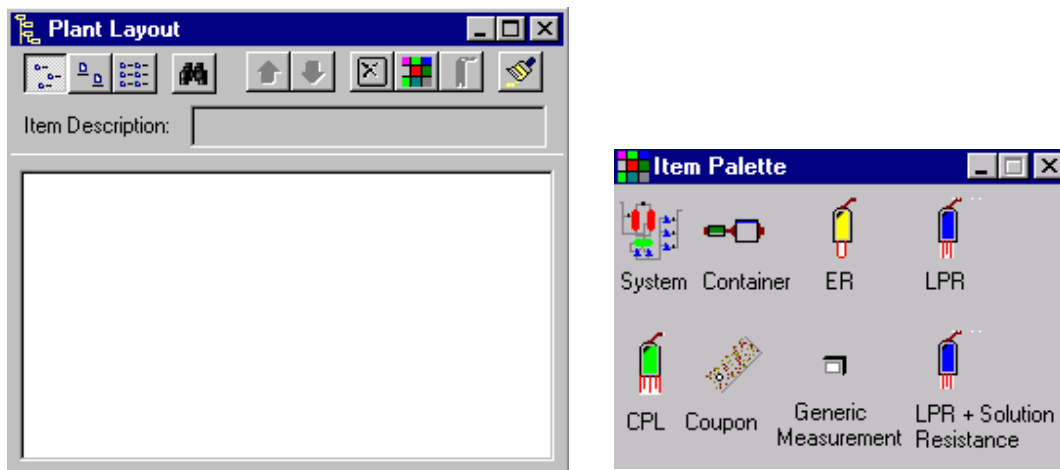 Plant Layout
Item Description:
Item Palette
System Container ER LPR
CPL Coupon Generic Measurement LPR + Solution Resistance